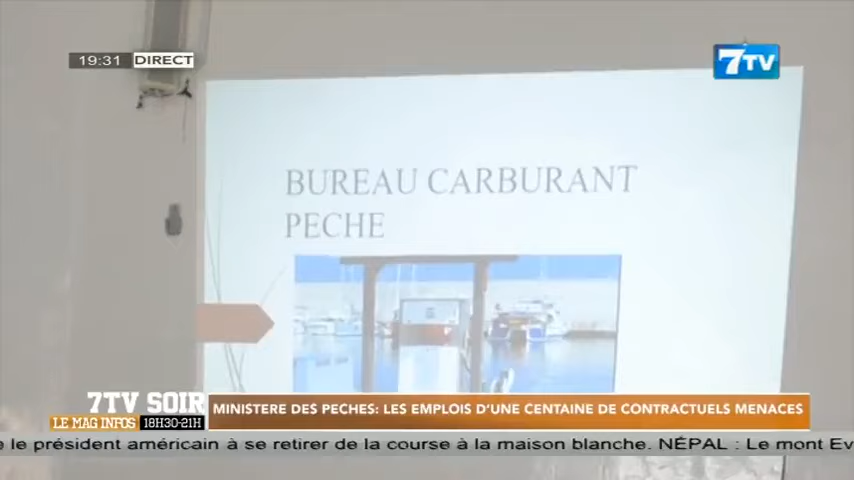 19:31 DIRECT
7TV
BUREAU CARBURANT
PECHE
7TV SOIR
LE MAG INFOS 18H30-21H
MINISTERE DES PECHES: LES EMPLOIS D'UNE CENTAINE DE CONTRACTUELS MENACES
le président américain à se retirer de la course à la maison blanche. NÉPAL : Le mont Ev